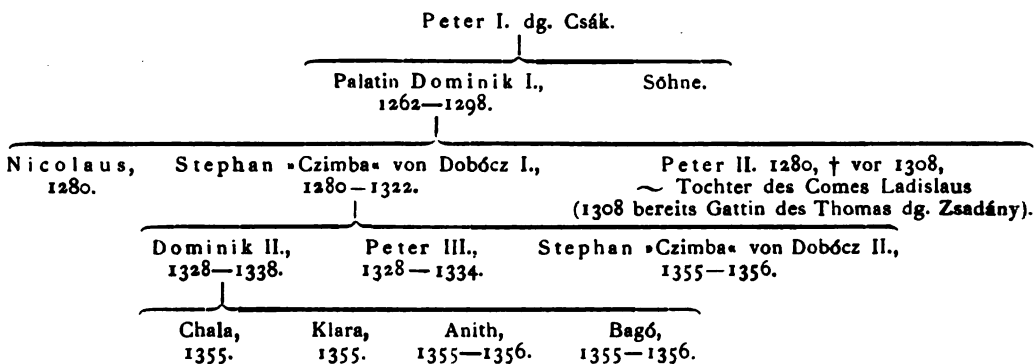 Peter I. dg. Csák.
Palatin Dominik I., Söhne.
1262—1298.
Nicolaus, Stephan »Czimba« von Dobócz I., Peter II. 1280, † vor 1308,
1280. 1280—1322. ~ Tochter des Comes Ladislaus
(1308 bereits Gattin des Thomas dg. Zsadány).
Dominik II., Peter III., Stephan »Czimba« von Dobócz II.,
1328—1338. 1328—1334. 1355—1356.
Chala, Klara, Anith, Bagó,
1355. 1355. 1355—1356. 1355—1356.